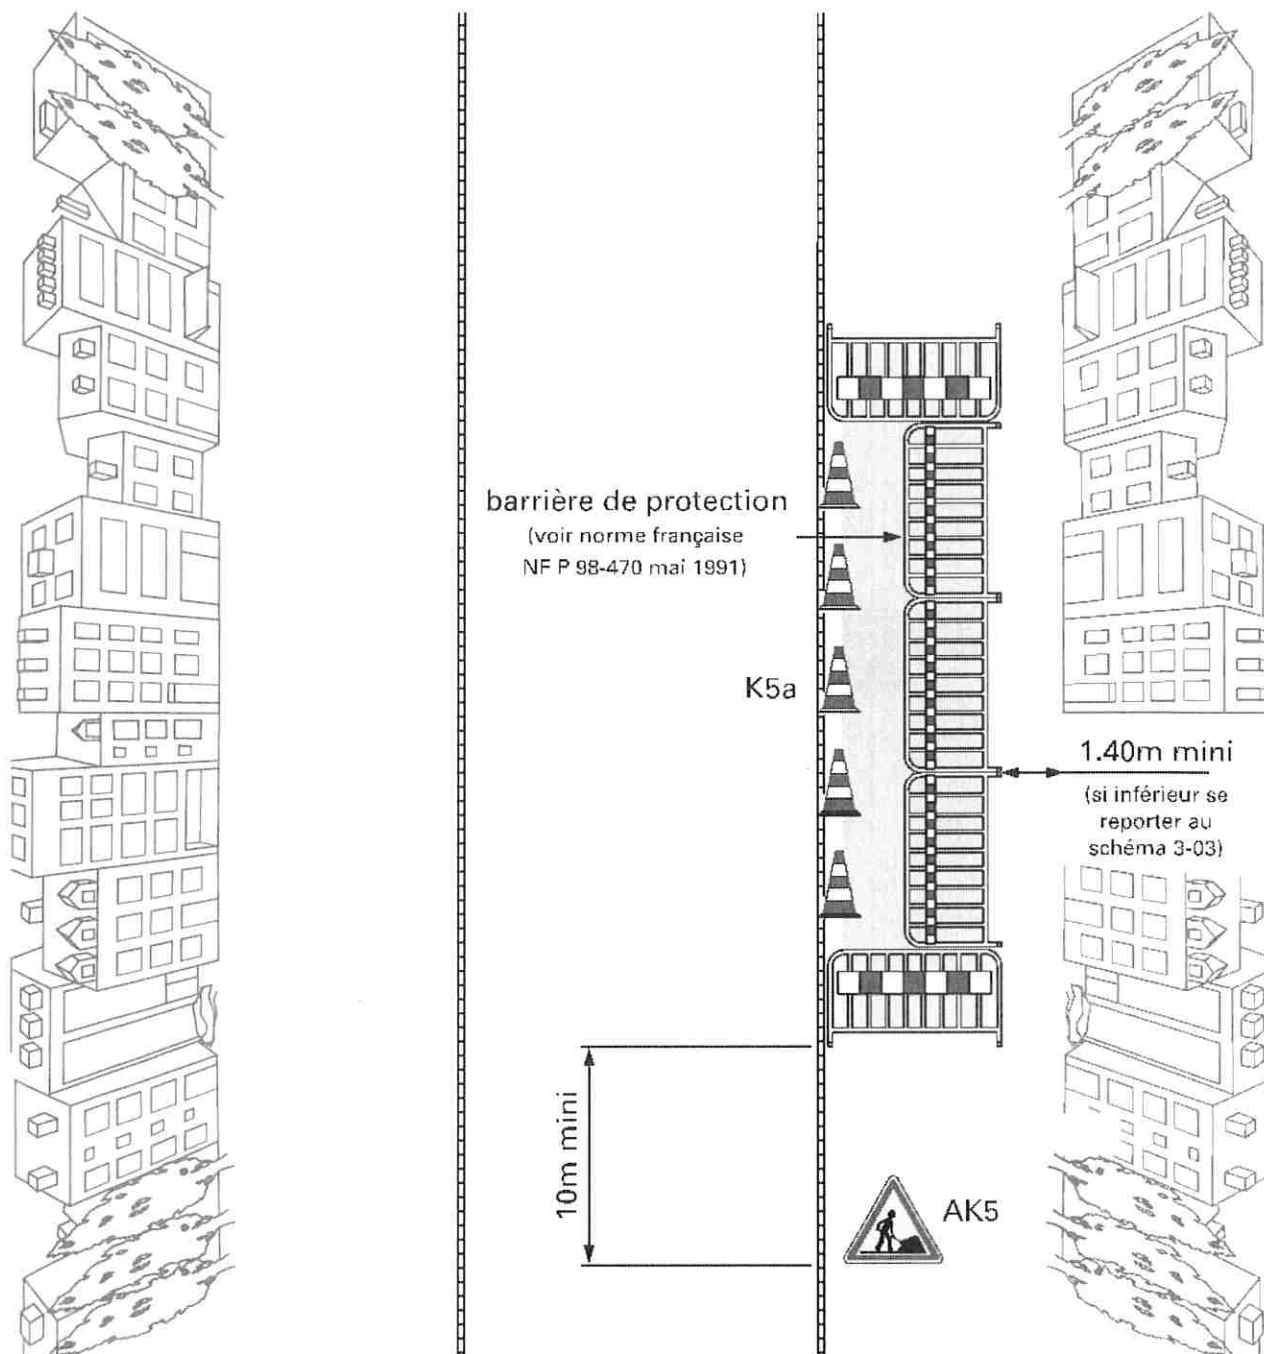 barrière de protection
(voir norme française
NF P 98-470 mai 1991)
K5a
1.40m mini
(si inférieur se
reporter au
schéma 3-03)
10m mini
AK5